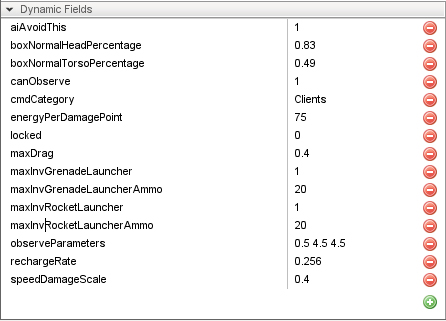 Dynamic Fields
aiAvoidThis 1
boxNormalHeadPercentage 0.83
boxNormalTorsoPercentage 0.49
canObserve 1
cmdCategory Clients
energyPerDamagePoint 75
locked 0
maxDrag 0.4
maxInvGrenadeLauncher 1
maxInvGrenadeLauncherAmmo 20
maxInvRocketLauncher 1
maxInvRocketLauncherAmmo 20
observeParameters 0.5 4.5 4.5
rechargeRate 0.256
speedDamageScale 0.4